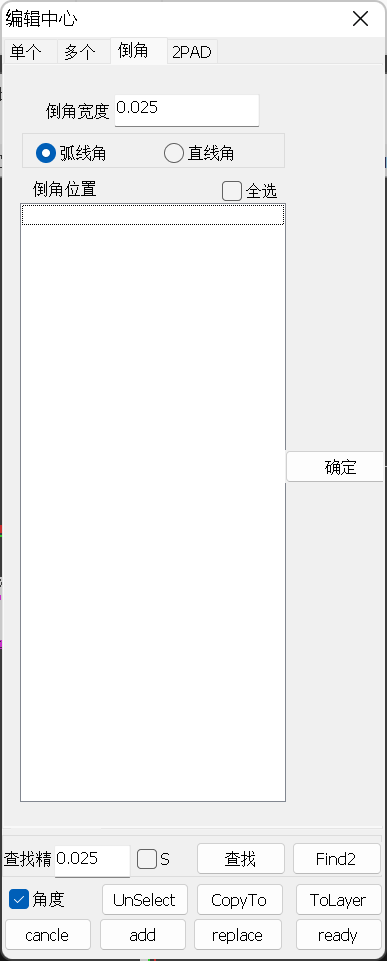 编辑中心
单个 多个 倒角 2PAD
倒角宽度 0.025
弧线角 直线角
倒角位置 全选
确定
查找精 0.025 S 查找 Find2
角度 UnSelect CopyTo ToLayer
cancle add replace ready